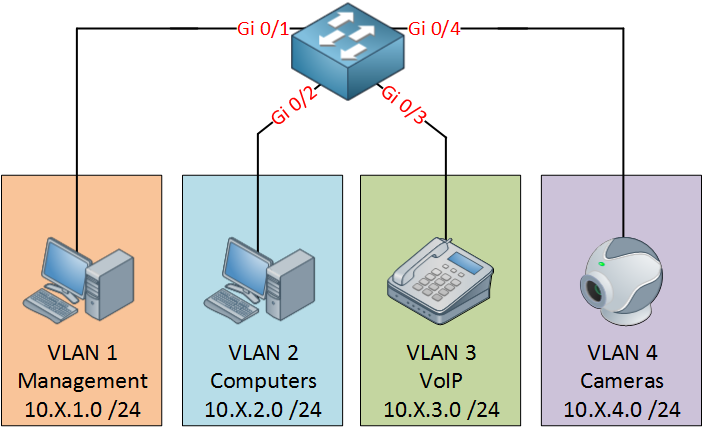 Gi 0/1
Gi 0/4
Gi 0/2
Gi 0/3
VLAN 1
Management
10.X.1.0 /24
VLAN 2
Computers
10.X.2.0 /24
VLAN 3
VoIP
10.X.3.0 /24
VLAN 4
Cameras
10.X.4.0 /24